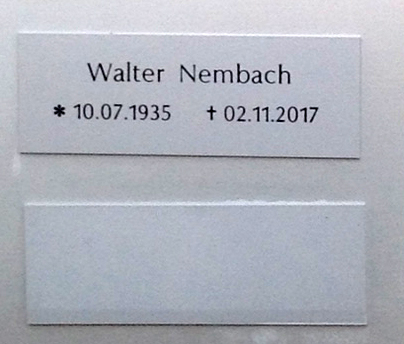 Walter Nembach
* 10.07.1935 † 02.11.2017